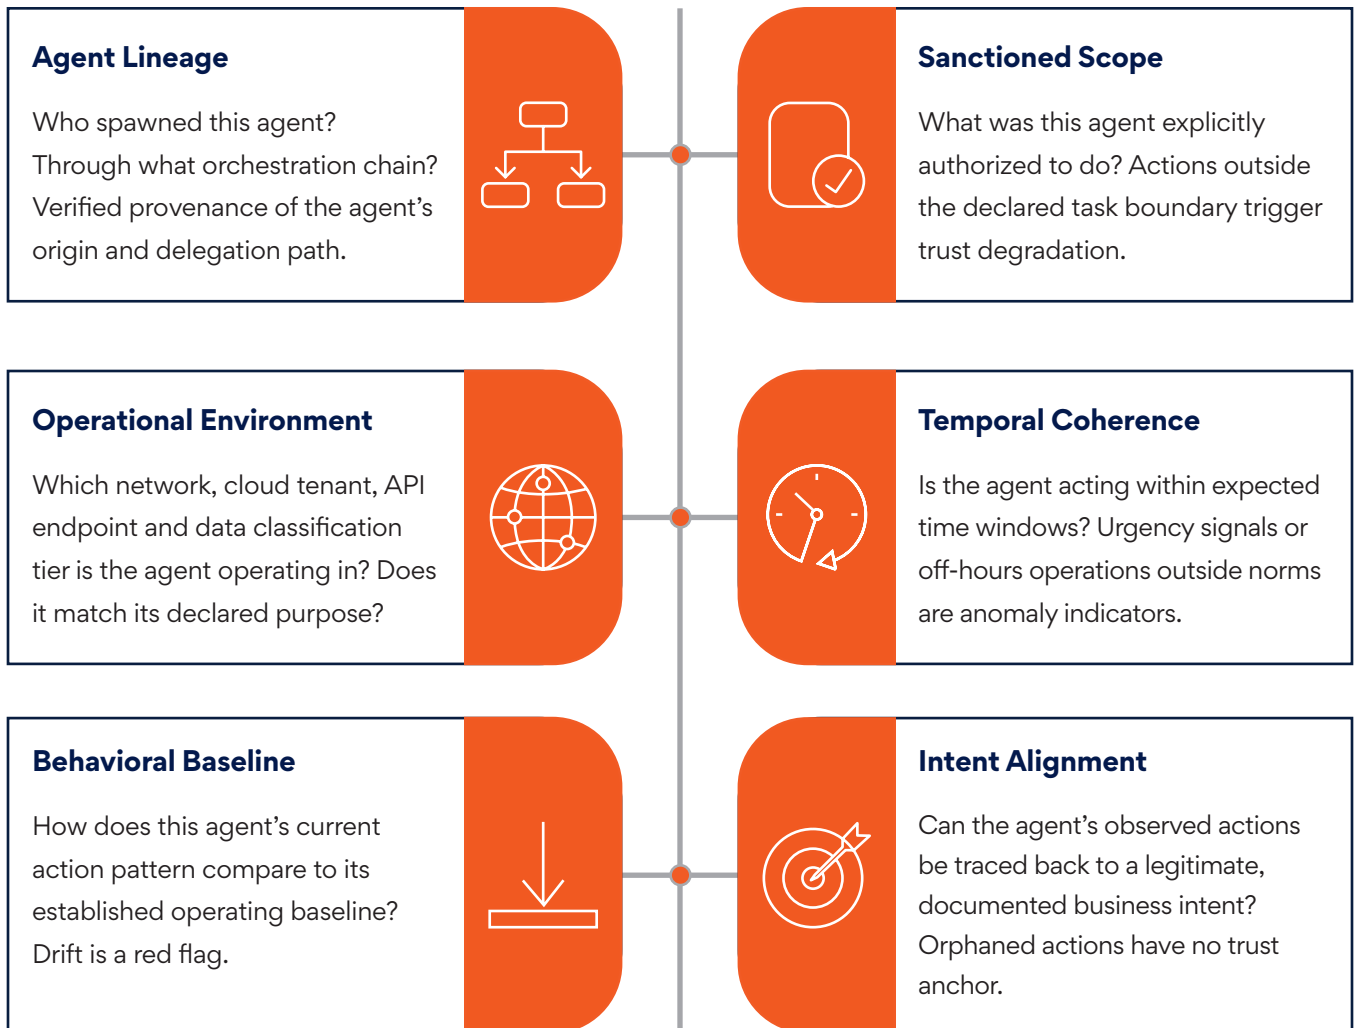 Agent Lineage
Who spawned this agent?
Through what orchestration chain?
Verified provenance of the agent’s
origin and delegation path.
Sanctioned Scope
What was this agent explicitly
authorized to do? Actions outside
the declared task boundary trigger
trust degradation.
Operational Environment
Which network, cloud tenant, API
endpoint and data classification
tier is the agent operating in? Does
it match its declared purpose?
Temporal Coherence
Is the agent acting within expected
time windows? Urgency signals or
off-hours operations outside norms
are anomaly indicators.
Behavioral Baseline
How does this agent’s current
action pattern compare to its
established operating baseline?
Drift is a red flag.
Intent Alignment
Can the agent’s observed actions
be traced back to a legitimate,
documented business intent?
Orphaned actions have no trust
anchor.